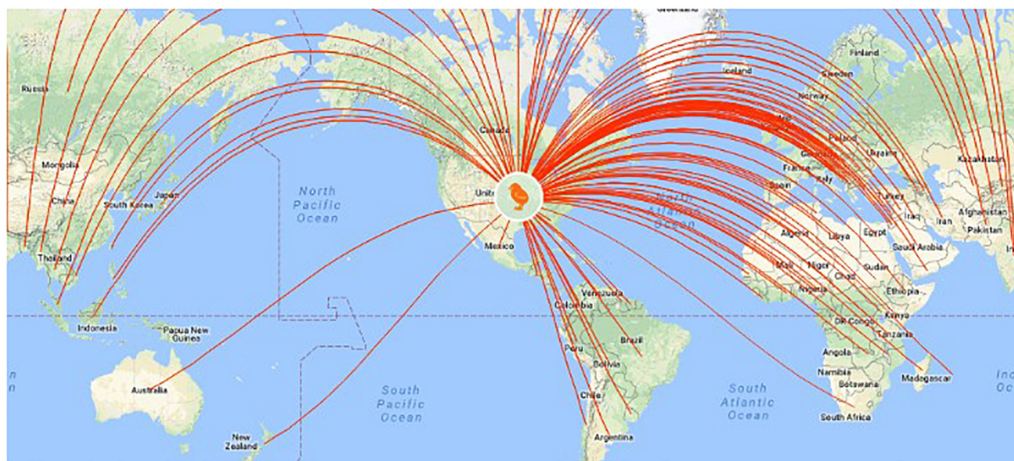 Greenland
Iceland
Finland
Sweden
Norway
Russia
Canada
Poland
Ukraine
France
Italy
Spain
Kazakhstan
Mongolia
China
South Korea
Japan
North
Pacific
Ocean
Unite
Mexico
North
Atlantic
Ocean
Turkey
Iraq
Iran
Afghanistan
Pakistan
Algeria
Libya
Egypt
Saudi Arabia
Thailand
Mali
Niger
Chad
Sudan
Nigeria
Ethiopia
Venezuela
Colombia
Indonesia
Papua New
Guinea
DR Congo
Kenya
Tanzania
Peru
Brazil
Bolivia
Angola
Namibia
Botswana
Madagascar
Australia
South
Pacific
Ocean
Chile
South
Atlantic
Ocean
South Africa
New
Zealand
Argentina